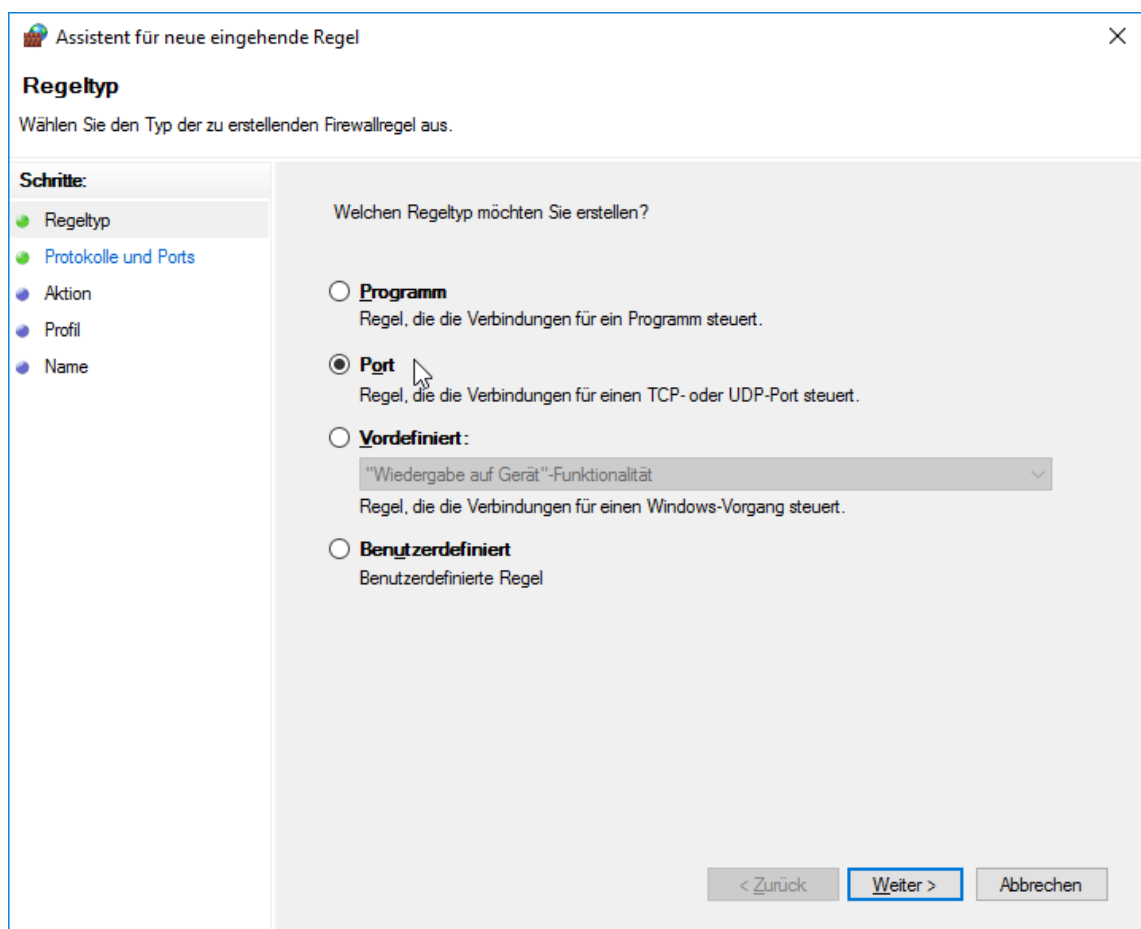 Assistent für neue eingehende Regel
Regeltyp
Wählen Sie den Typ der zu erstellenden Firewallregel aus.
Schritte:
Regeltyp
Protokolle und Ports
Aktion
Profil
Name
Welchen Regeltyp möchten Sie erstellen?
Programm
Regel, die die Verbindungen für ein Programm steuert.
Port
Regel, die die Verbindungen für einen TCP- oder UDP-Port steuert.
Vordefiniert:
"Wiedergabe auf Gerät"-Funktionalität
Regel, die die Verbindungen für einen Windows-Vorgang steuert.
Benutzerdefiniert
Benutzerdefinierte Regel
< Zurück
Weiter >
Abbrechen